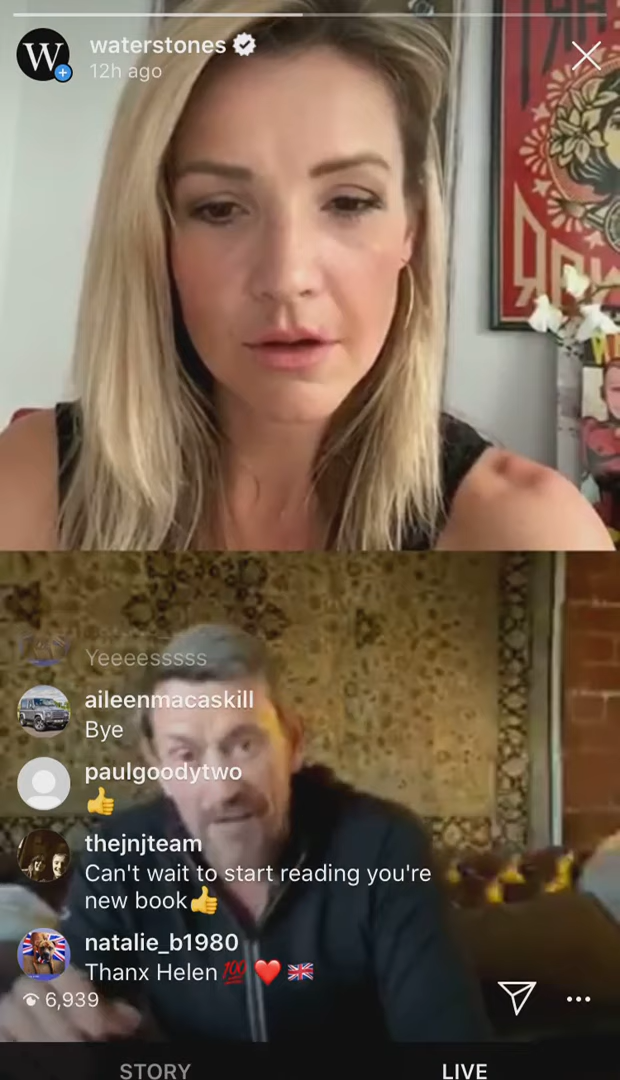 W
waterstones
12h ago
Yeeeesssss
aileenmacaskill
Bye
paulgoodytwo
👍
thejnjteam
Can't wait to start reading you're
new book👍
natalie_b1980
Thanx Helen💯 ❤️ 🇬🇧
6,939
STORY
LIVE